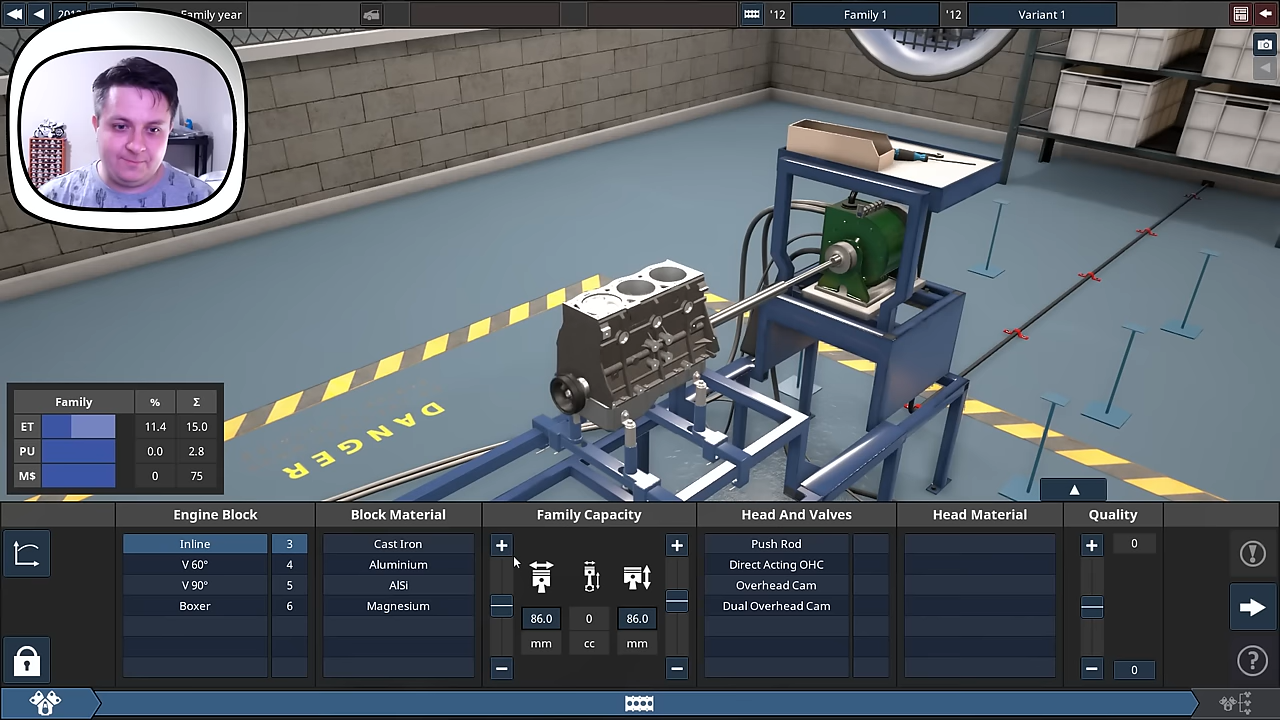 Family year
'12
Family 1
'12
Variant 1
DANGER
Family % Σ
ET 11.4 15.0
PU 0.0 2.8
M$ 0 75
Engine Block
Inline 3
V 60° 4
V 90° 5
Boxer 6
Block Material
Cast Iron
Aluminium
AlSi
Magnesium
Family Capacity
+ +
86.0 0 86.0
mm cc mm
− −
Head And Valves
Push Rod
Direct Acting OHC
Overhead Cam
Dual Overhead Cam
Head Material
Quality
+ 0
− 0
?